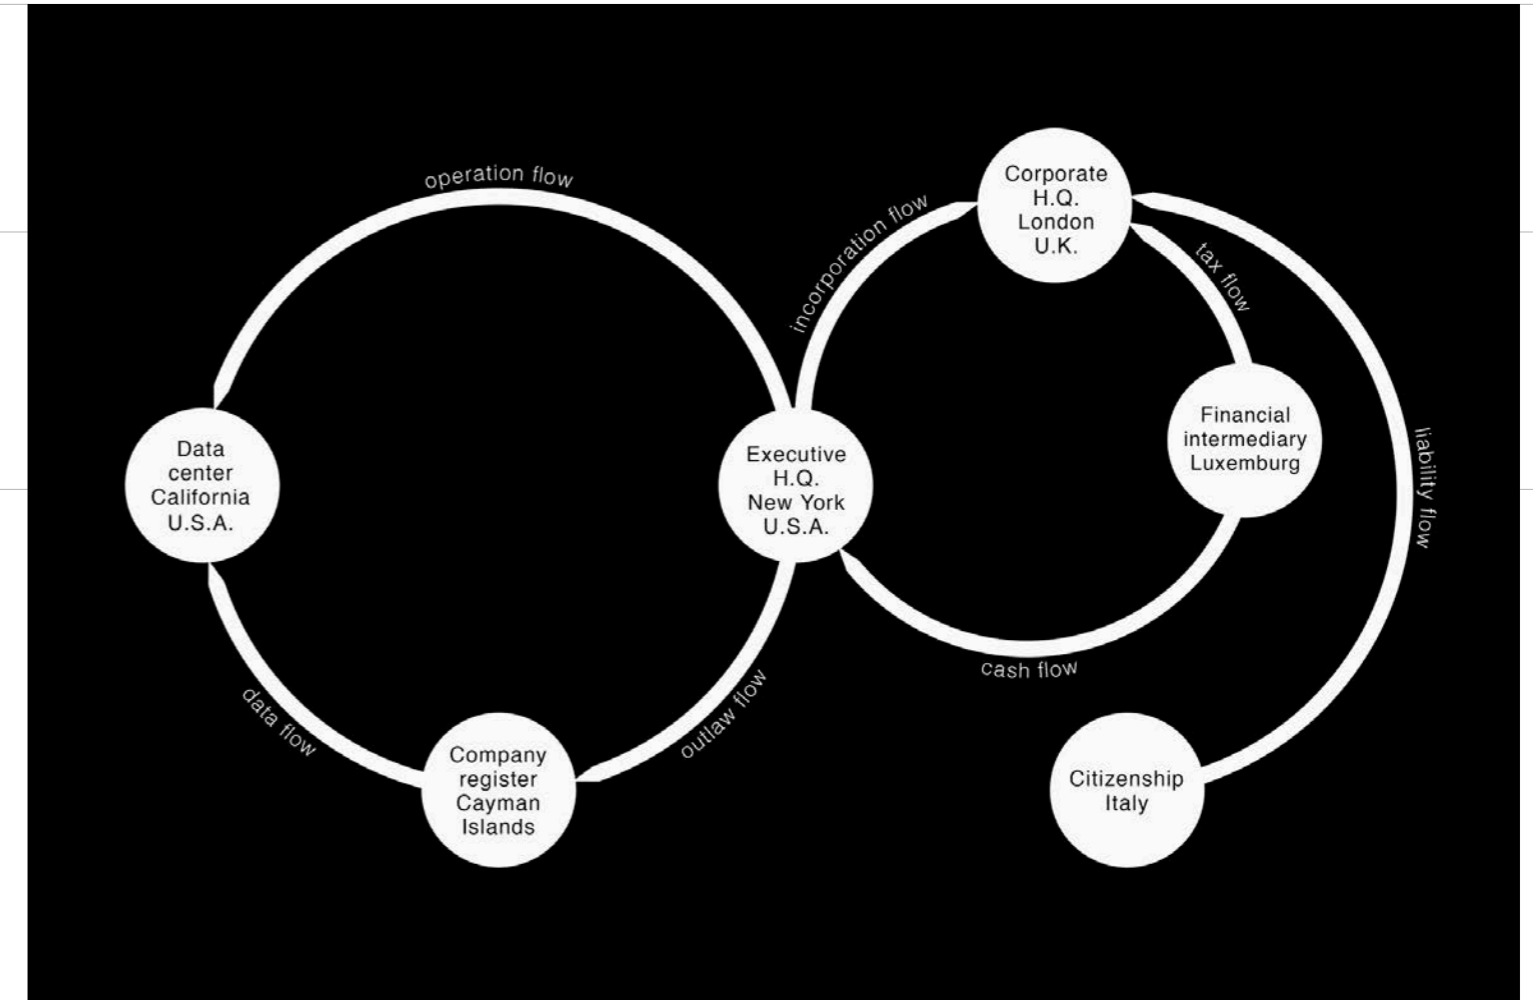 operation flow
Corporate
H.Q.
London
U.K.
incorporation flow
tax flow
Data
center
California
U.S.A.
Executive
H.Q.
New York
U.S.A.
Financial
intermediary
Luxemburg
liability flow
cash flow
data flow
outlaw flow
Company
register
Cayman
Islands
Citizenship
Italy